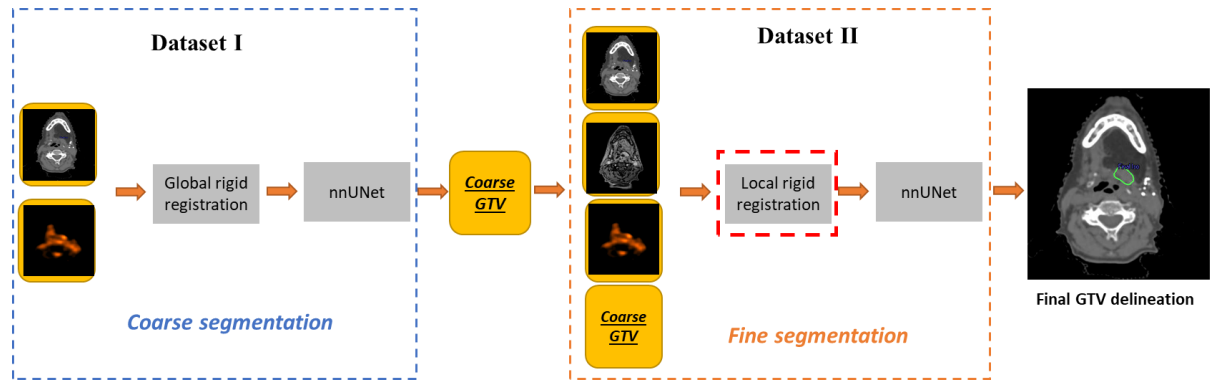 Dataset I
Global rigid
registration
nnUNet
Coarse segmentation
Coarse
GTV
Dataset II
Coarse
GTV
Local rigid
registration
nnUNet
Fine segmentation
Final GTV delineation